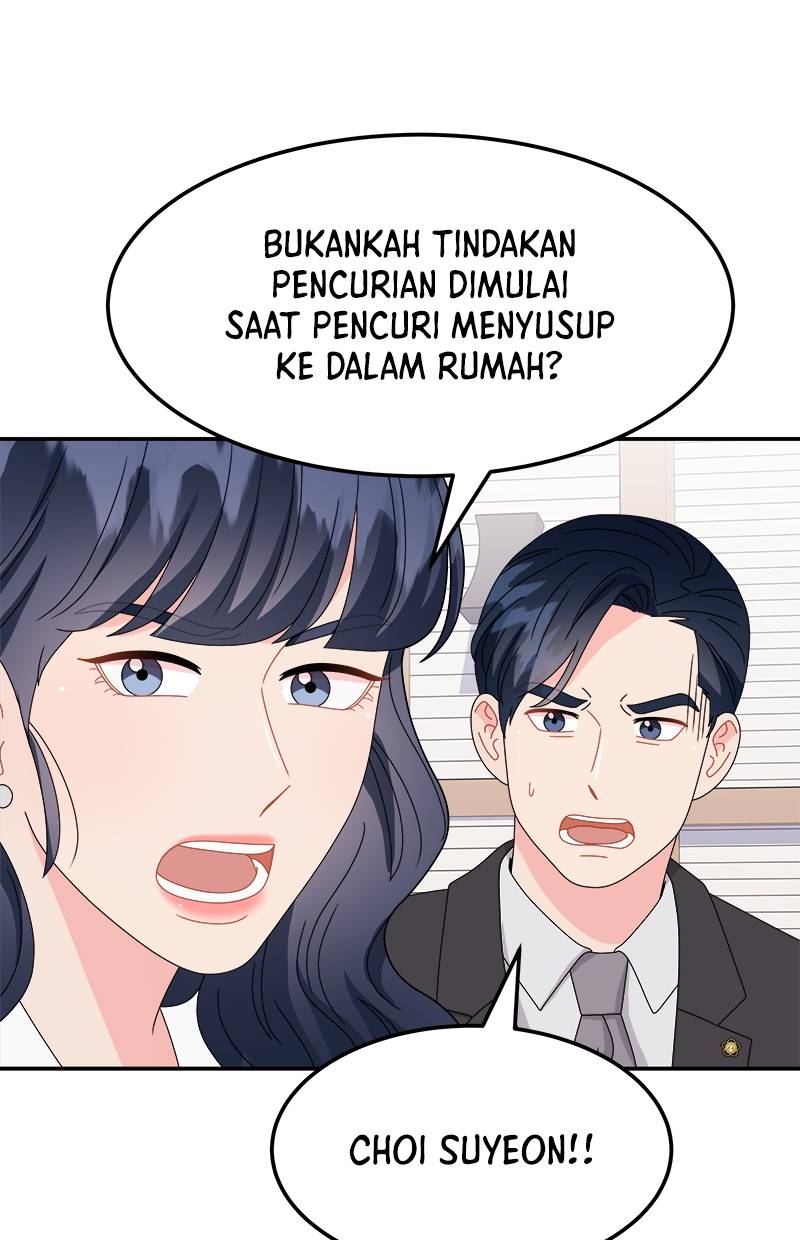 BUKANKAH TINDAKAN
PENCURIAN DIMULAI
SAAT PENCURI MENYUSUP
KE DALAM RUMAH?
CHOI SUYEON!!